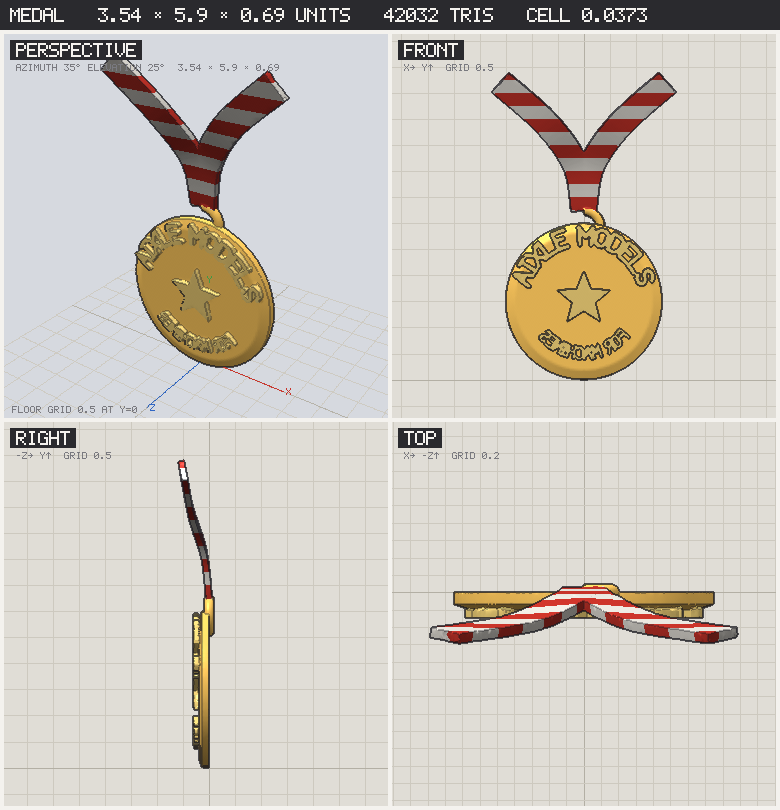 MEDAL 3.54 × 5.9 × 0.69 UNITS 42032 TRIS CELL 0.0373
PERSPECTIVE
AZIMUTH 35° ELEVATION 25° 3.54 × 5.9 × 0.69
AIXLE MODELS
Y
X
Z
FLOOR GRID 0.5 AT Y=0
FRONT
X→ Y↑ GRID 0.5
AIXLE MODELS
RIGHT
-Z→ Y↑ GRID 0.5
TOP
X→ -Z↑ GRID 0.2